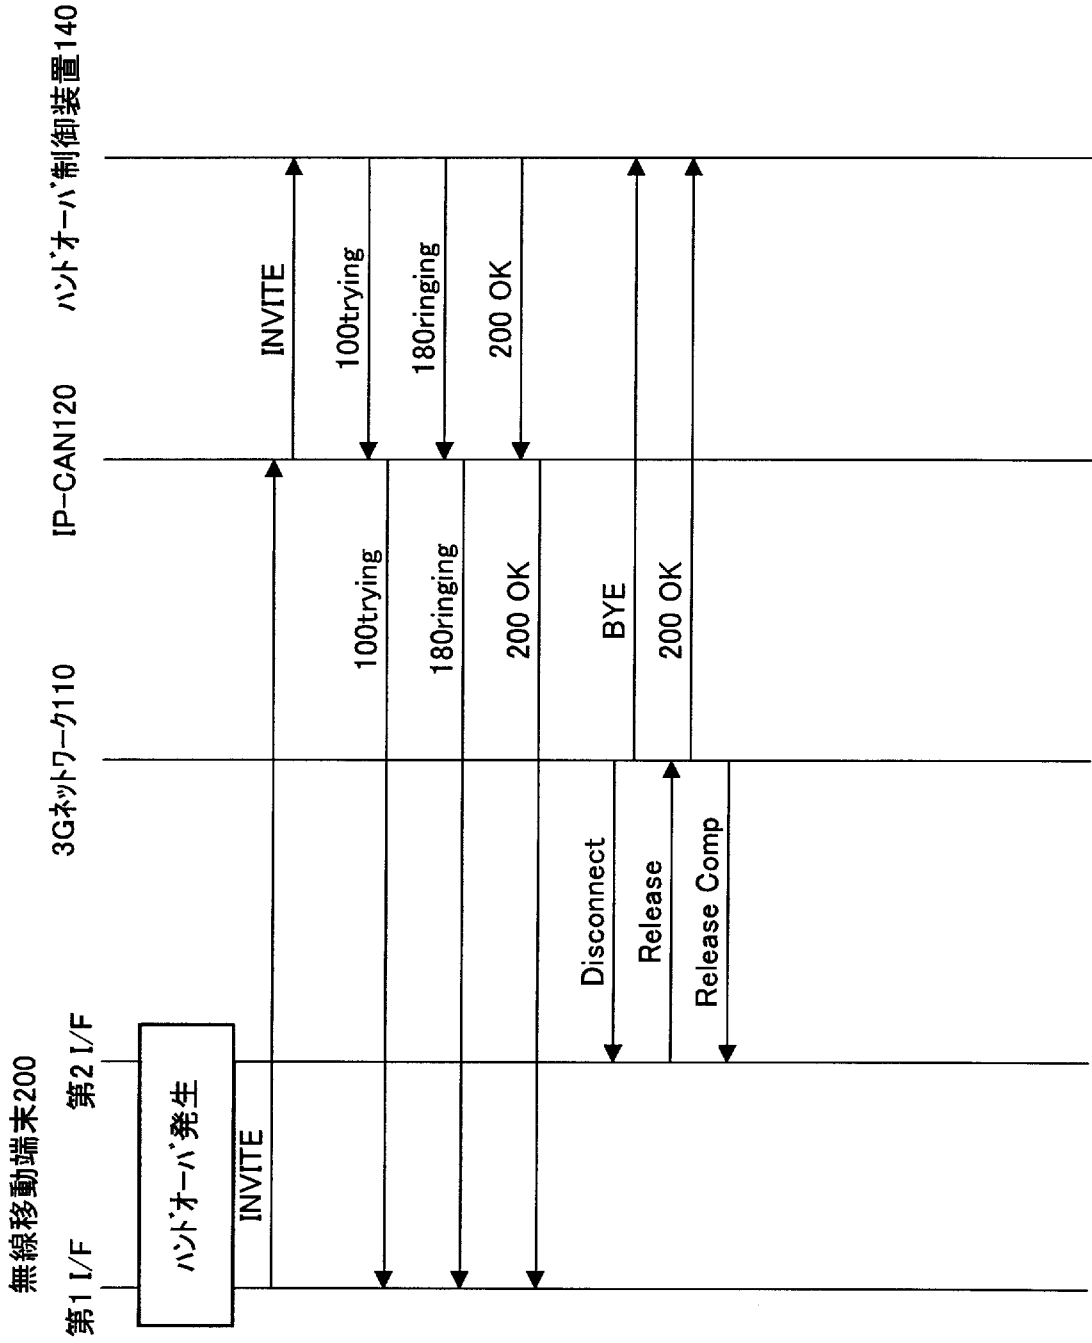 無線移動端末200
第1 I/F
第2 I/F
3Gネットワーク110
IP-CAN120
ハンドオーバ制御装置140
ハンドオーバ発生
INVITE
INVITE
100trying
100trying
180ringing
180ringing
200 OK
200 OK
Disconnect
BYE
Release
200 OK
Release Comp